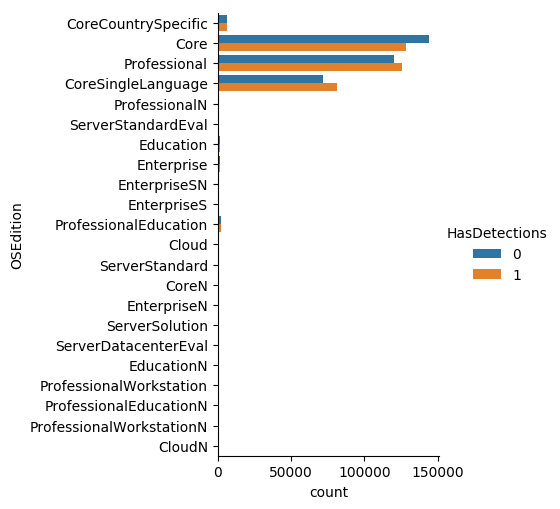 CoreCountrySpecific
Core
Professional
CoreSingleLanguage
ProfessionalN
ServerStandardEval
Education
Enterprise
EnterpriseSN
EnterpriseS
ProfessionalEducation
Cloud
ServerStandard
CoreN
EnterpriseN
ServerSolution
ServerDatacenterEval
EducationN
ProfessionalWorkstation
ProfessionalEducationN
ProfessionalWorkstationN
CloudN
OSEdition
0 50000 100000 150000
count
HasDetections
0
1